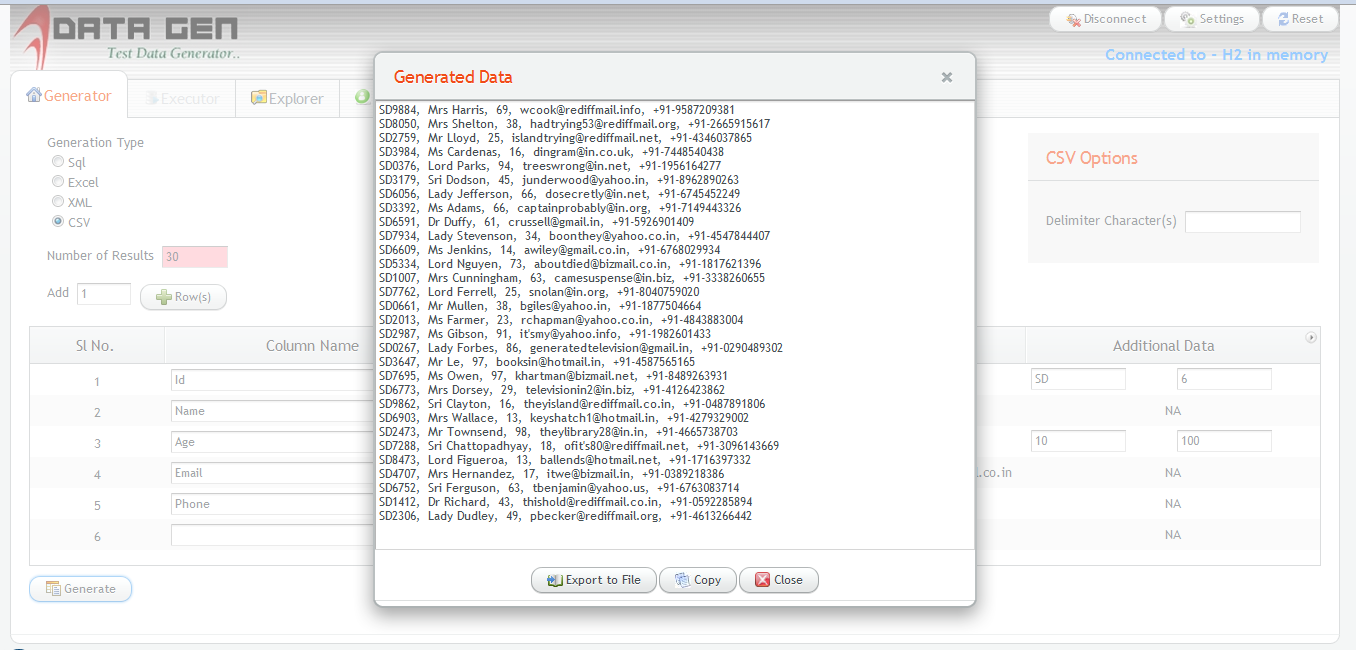 DATA GEN
Test Data Generator..
Disconnect
Settings
Reset
Connected to - H2 in memory
Generator
Executor
Explorer
Generation Type
Sql
Excel
XML
CSV
Number of Results 30
Add 1 Row(s)
CSV Options
Delimiter Character(s)
Generated Data
SD9884, Mrs Harris, 69, wcook@rediffmail.info, +91-9587209381
SD8050, Mrs Shelton, 38, hadtrying53@rediffmail.org, +91-2665915617
SD2759, Mr Lloyd, 25, islandtrying@rediffmail.net, +91-4346037865
SD3984, Ms Cardenas, 16, dingram@in.co.uk, +91-7448540438
SD0376, Lord Parks, 94, treeswrong@in.net, +91-1956164277
SD3179, Sri Dodson, 45, junderwood@yahoo.in, +91-8962890263
SD6056, Lady Jefferson, 66, dosecretly@in.net, +91-6745452249
SD3392, Ms Adams, 66, captainprobably@in.org, +91-7149443326
SD6591, Dr Duffy, 61, crussell@gmail.in, +91-5926901409
SD7934, Lady Stevenson, 34, boonthey@yahoo.co.in, +91-4547844407
SD6609, Ms Jenkins, 14, awiley@gmail.co.in, +91-6768029934
SD5334, Lord Nguyen, 73, aboutdied@bizmail.co.in, +91-1817621396
SD1007, Mrs Cunningham, 63, camesuspense@in.biz, +91-3338260655
SD7762, Lord Ferrell, 25, snolan@in.org, +91-8040759020
SD0661, Mr Mullen, 38, bgiles@yahoo.in, +91-1877504664
SD2013, Ms Farmer, 23, rchapman@yahoo.co.in, +91-4843883004
SD2987, Ms Gibson, 91, it'smy@yahoo.info, +91-1982601433
SD0267, Lady Forbes, 86, generatedtelevision@gmail.in, +91-0290489302
SD3647, Mr Le, 97, booksin@hotmail.in, +91-4587565165
SD7695, Ms Owen, 97, khartman@bizmail.net, +91-8489263931
SD6773, Mrs Dorsey, 29, televisionin2@in.biz, +91-4126423862
SD9862, Sri Clayton, 16, theyisland@rediffmail.co.in, +91-0487891806
SD6903, Mrs Wallace, 13, keyshatch1@hotmail.in, +91-4279329002
SD2473, Mr Townsend, 98, theylibrary28@in.in, +91-4665738703
SD7288, Sri Chattopadhyay, 18, ofit's80@rediffmail.net, +91-3096143669
SD8473, Lord Figueroa, 13, ballends@hotmail.net, +91-1716397332
SD4707, Mrs Hernandez, 17, itwe@bizmail.in, +91-0389218386
SD6752, Sri Ferguson, 63, tbenjamin@yahoo.us, +91-6763083714
SD1412, Dr Richard, 43, thishold@rediffmail.co.in, +91-0592285894
SD2306, Lady Dudley, 49, pbecker@rediffmail.org, +91-4613266442
Export to File
Copy
Close
Sl No. Column Name Additional Data
1 Id SD 6
2 Name NA
3 Age 10 100
4 Email .co.in NA
5 Phone NA
6 NA
Generate